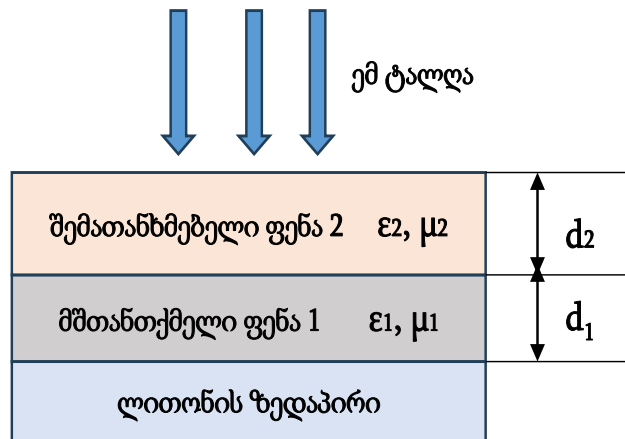 ემ ტალღა
შემათანხმებელი ფენა 2 ε2, μ2
d2
მშთანთქმელი ფენა 1 ε1, μ1
d1
ლითონის ზედაპირი